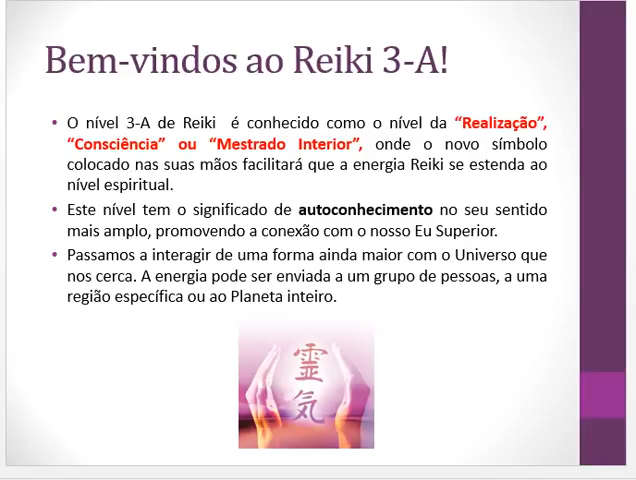 Bem-vindos ao Reiki 3-A!
• O nível 3-A de Reiki é conhecido como o nível da “Realização”,
“Consciência” ou “Mestrado Interior”, onde o novo símbolo
colocado nas suas mãos facilitará que a energia Reiki se estenda ao
nível espiritual.
• Este nível tem o significado de autoconhecimento no seu sentido
mais amplo, promovendo a conexão com o nosso Eu Superior.
• Passamos a interagir de uma forma ainda maior com o Universo que
nos cerca. A energia pode ser enviada a um grupo de pessoas, a uma
região específica ou ao Planeta inteiro.
靈
気